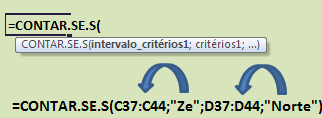 =CONTAR.SE.S(
CONTAR.SE.S(intervalo_critérios1; critérios1; ...)
=CONTAR.SE.S(C37:C44;"Ze";D37:D44;"Norte")